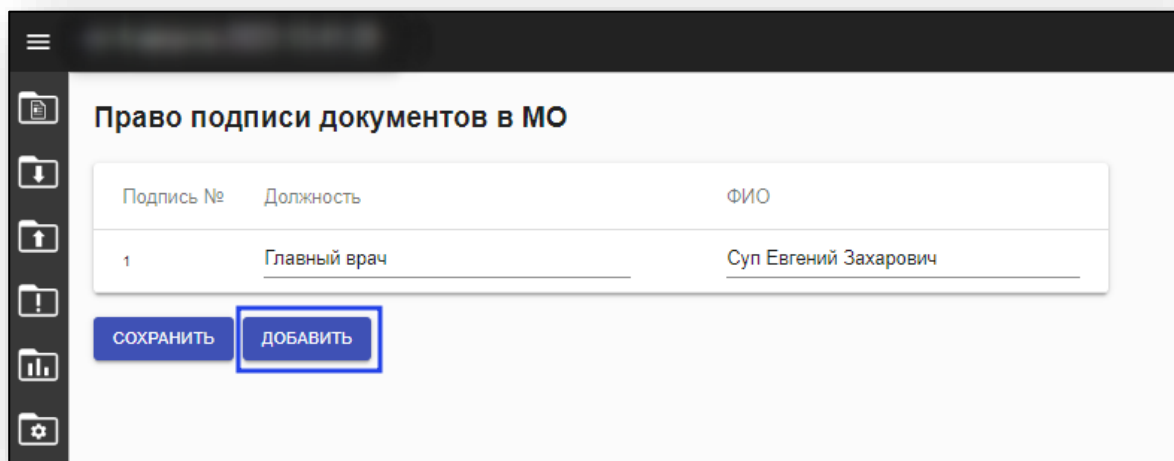 Право подписи документов в МО
Подпись № Должность ФИО
1 Главный врач Суп Евгений Захарович
СОХРАНИТЬ ДОБАВИТЬ